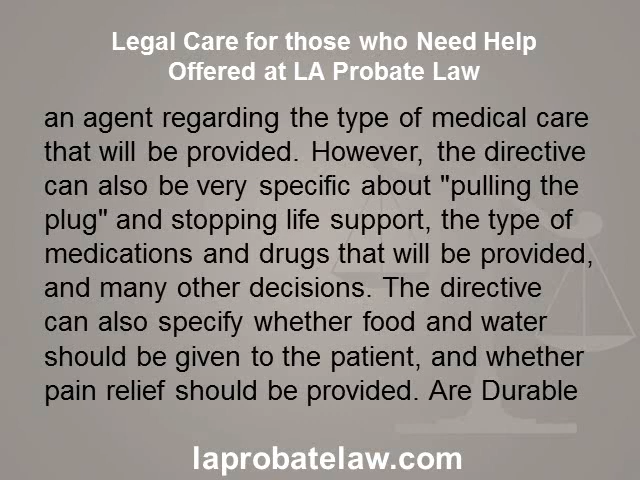 Legal Care for those who Need Help
Offered at LA Probate Law
an agent regarding the type of medical care
that will be provided. However, the directive
can also be very specific about "pulling the
plug" and stopping life support, the type of
medications and drugs that will be provided,
and many other decisions. The directive
can also specify whether food and water
should be given to the patient, and whether
pain relief should be provided. Are Durable
laprobatelaw.com